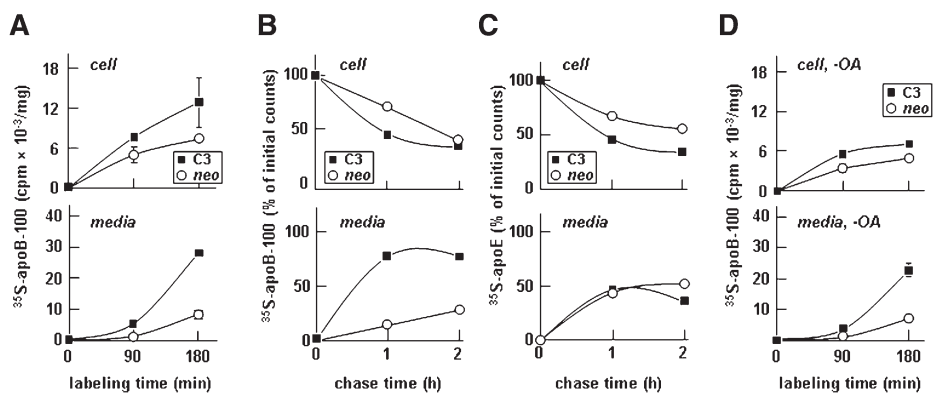 A
cell
18
12
6
0
C3
neo
media
40
30
20
10
0
0 90 180
labeling time (min)
³⁵S-apoB-100 (cpm × 10⁻³/mg)
B
cell
100
50
0
C3
neo
media
100
50
0
0 1 2
chase time (h)
³⁵S-apoB-100 (% of initial counts)
C
cell
100
50
0
C3
neo
media
100
50
0
0 1 2
chase time (h)
³⁵S-apoE (% of initial counts)
D
cell, -OA
18
12
6
0
C3
neo
media, -OA
40
30
20
10
0
0 90 180
labeling time (min)
³⁵S-apoB-100 (cpm × 10⁻³/mg)